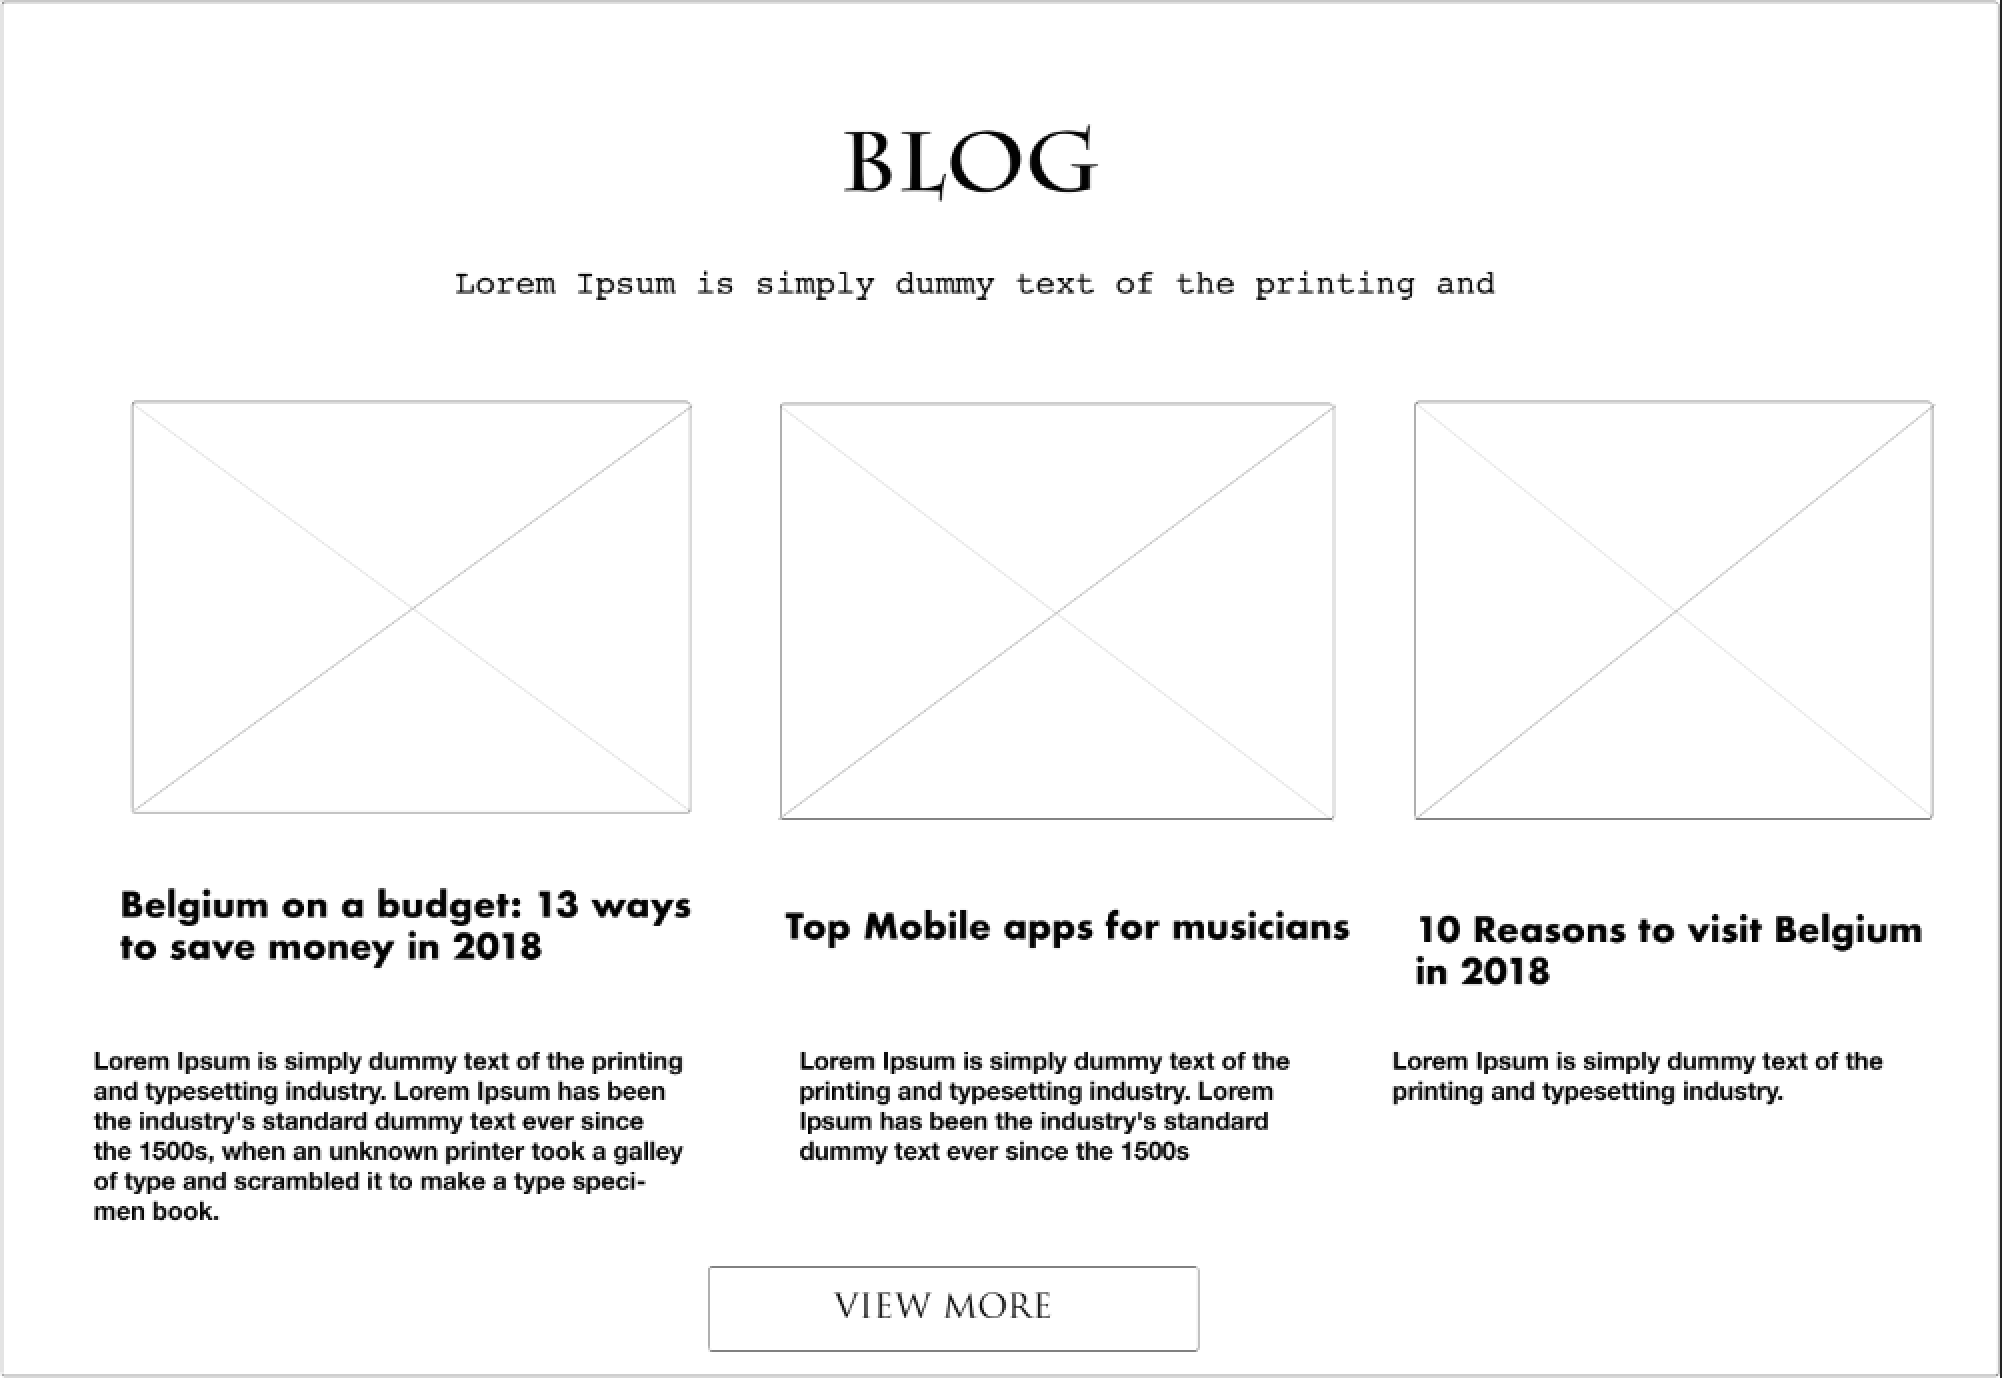 BLOG
Lorem Ipsum is simply dummy text of the printing and
Belgium on a budget: 13 ways
to save money in 2018
Lorem Ipsum is simply dummy text of the printing
and typesetting industry. Lorem Ipsum has been
the industry's standard dummy text ever since
the 1500s, when an unknown printer took a galley
of type and scrambled it to make a type speci-
men book.
Top Mobile apps for musicians
Lorem Ipsum is simply dummy text of the
printing and typesetting industry. Lorem
Ipsum has been the industry's standard
dummy text ever since the 1500s
10 Reasons to visit Belgium
in 2018
Lorem Ipsum is simply dummy text of the
printing and typesetting industry.
VIEW MORE